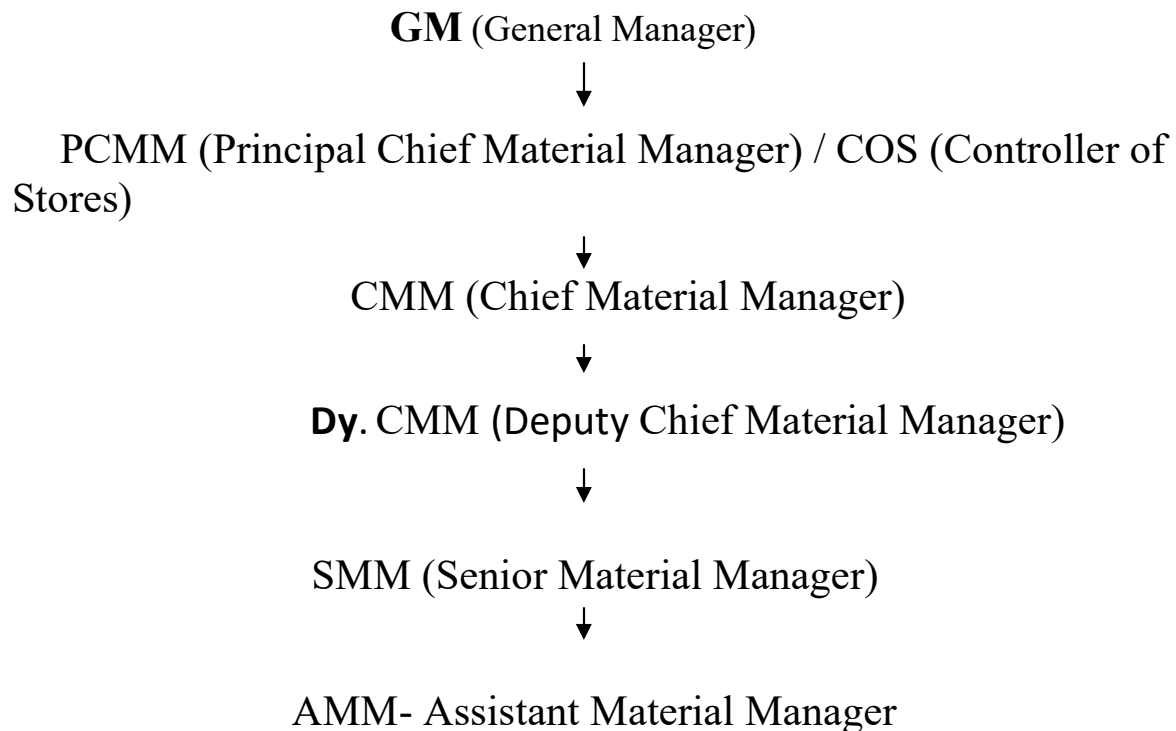 GM (General Manager)
PCMM (Principal Chief Material Manager) / COS (Controller of
Stores)
CMM (Chief Material Manager)
Dy. CMM (Deputy Chief Material Manager)
SMM (Senior Material Manager)
AMM- Assistant Material Manager